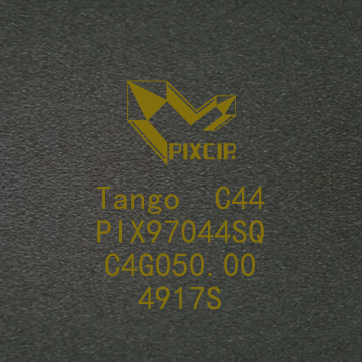 PIXCIR
Tango C44
PIX97044SQ
C4G050.00
4917S